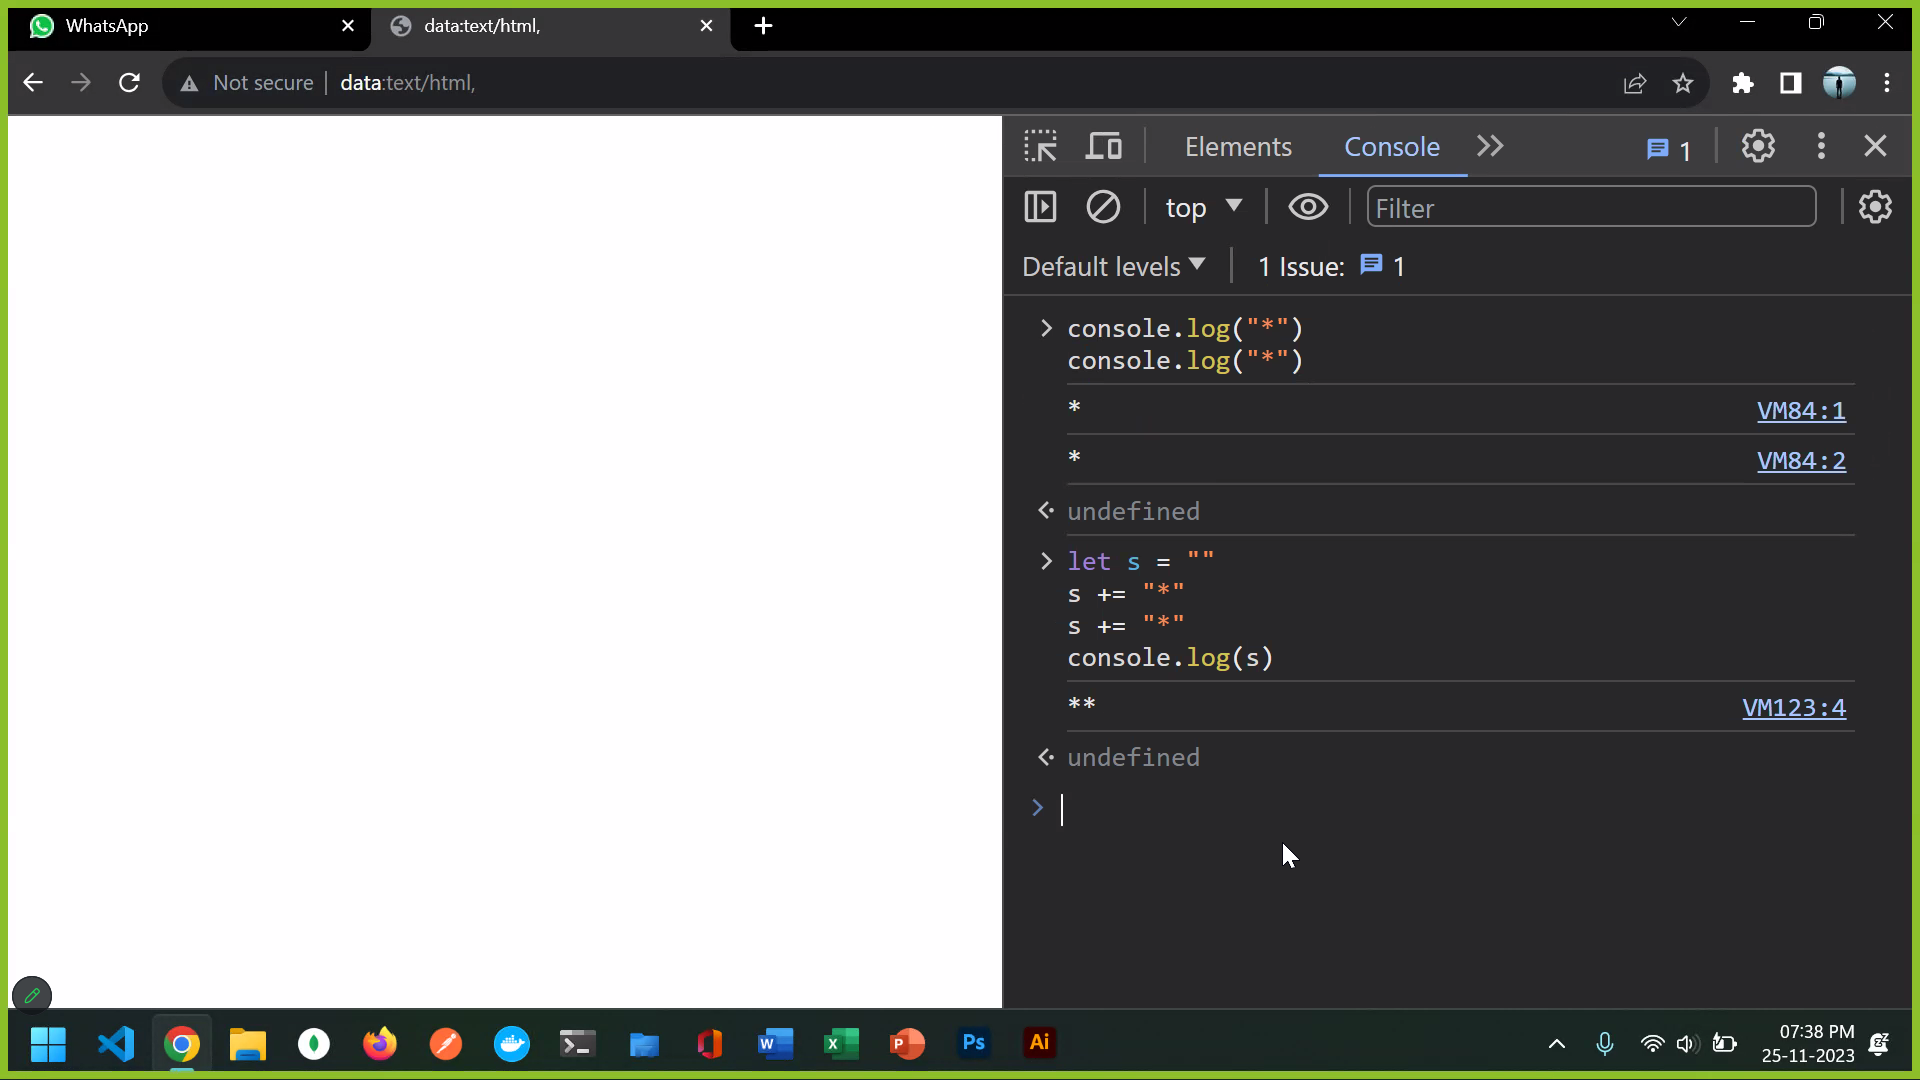 WhatsApp
data:text/html,
Not secure | data:text/html,
Elements Console 1
top Filter
Default levels 1 Issue: 1
console.log("*")
console.log("*")
* VM84:1
* VM84:2
undefined
let s = ""
s += "*"
s += "*"
console.log(s)
** VM123:4
undefined
W X P Ps Ai
07:38 PM
25-11-2023